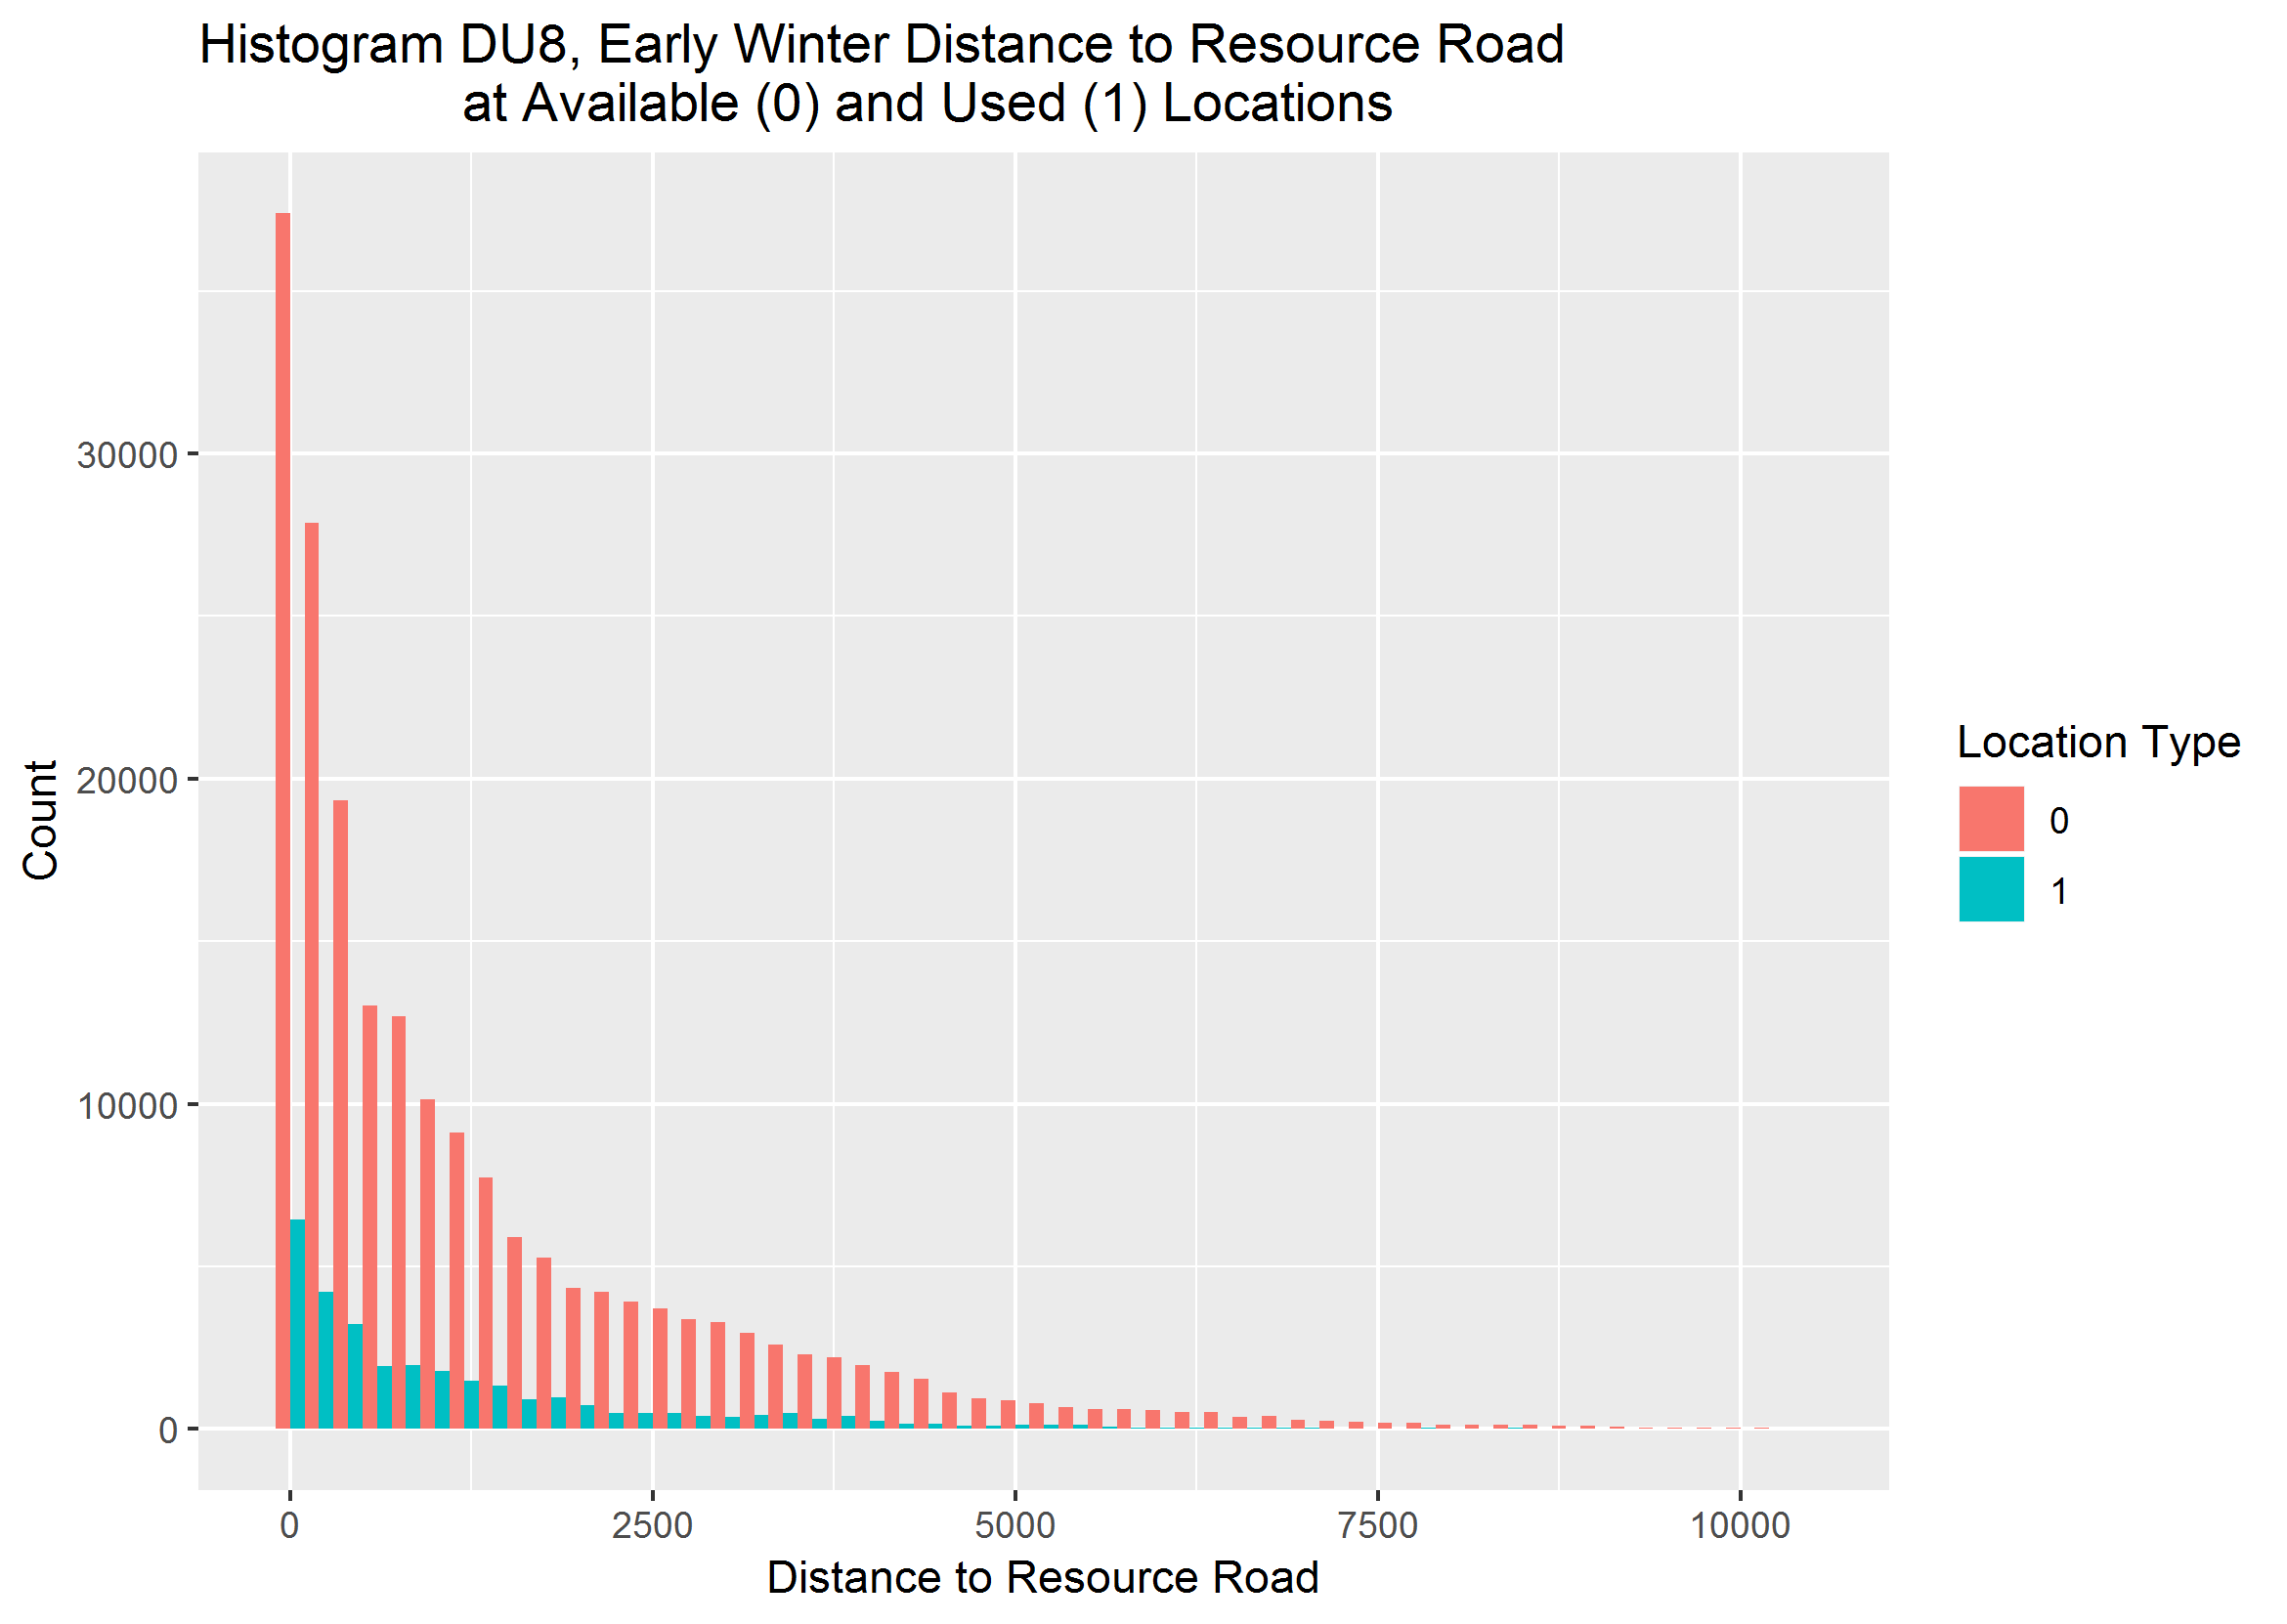 Histogram DU8, Early Winter Distance to Resource Road
at Available (0) and Used (1) Locations
30000
20000
10000
0
Count
0 2500 5000 7500 10000
Distance to Resource Road
Location Type
0
1